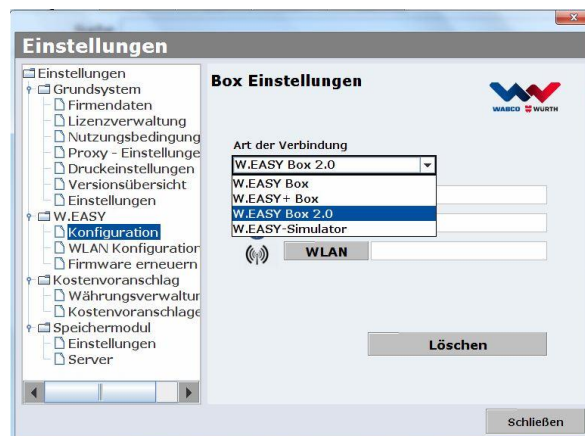 Einstellungen
Einstellungen
Grundsystem
Firmendaten
Lizenzverwaltung
Nutzungsbedingung
Proxy - Einstellunge
Druckeinstellungen
Versionsübersicht
Einstellungen
W.EASY
Konfiguration
WLAN Konfiguration
Firmware erneuern
Kostenvoranschlag
Währungsverwaltur
Kostenvoranschlage
Speichermodul
Einstellungen
Server
Box Einstellungen
WABCO WURTH
Art der Verbindung
W.EASY Box 2.0
W.EASY Box
W.EASY+ Box
W.EASY Box 2.0
W.EASY-Simulator
WLAN
Löschen
Schließen